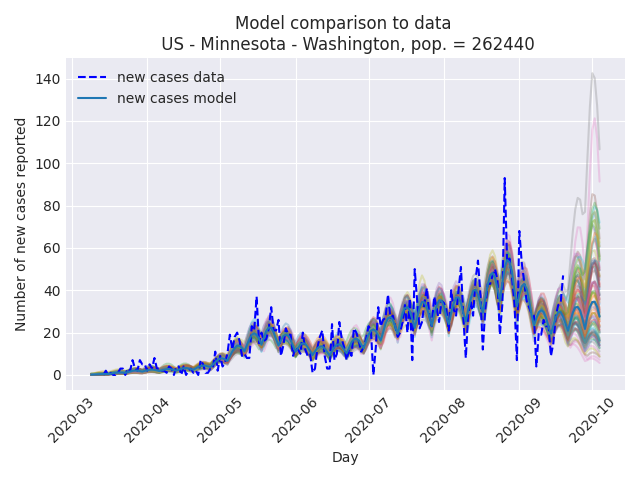 Model comparison to data
US - Minnesota - Washington, pop. = 262440
new cases data
new cases model
Number of new cases reported
140
120
100
80
60
40
20
0
2020-03
2020-04
2020-05
2020-06
2020-07
2020-08
2020-09
2020-10
Day